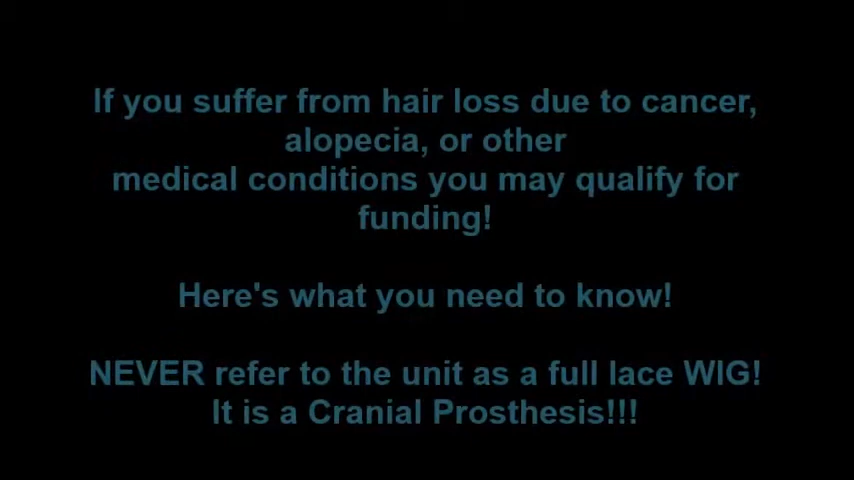 If you suffer from hair loss due to cancer,
alopecia, or other
medical conditions you may qualify for
funding!
Here's what you need to know!
NEVER refer to the unit as a full lace WIG!
It is a Cranial Prosthesis!!!